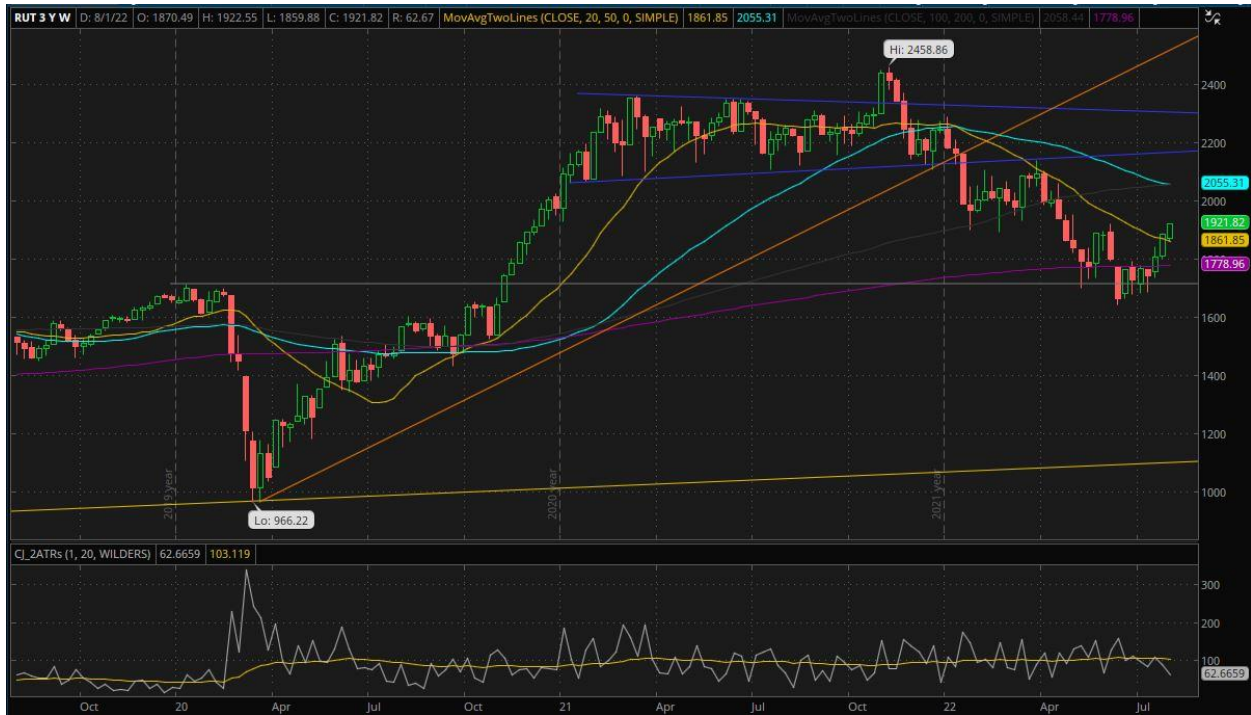 RUT 3 Y W D: 8/1/22 O: 1870.49 H: 1922.55 L: 1859.88 C: 1921.82 R: 62.67 MovAvgTwoLines (CLOSE, 20, 50, 0, SIMPLE) 1861.85 2055.31 MovAvgTwoLines (CLOSE, 100, 200, 0, SIMPLE) 2058.44 1778.96
Hi: 2458.86
2400
2200
2055.31
2000
1921.82
1861.85
1800
1778.96
1600
1400
1200
1000
2019 year
2020 year
2021 year
Lo: 966.22
CJ_2ATRs (1, 20, WILDERS) 62.6659 103.119
300
200
100
62.6659
Oct 20 Apr Jul Oct 21 Apr Jul Oct 22 Apr Jul